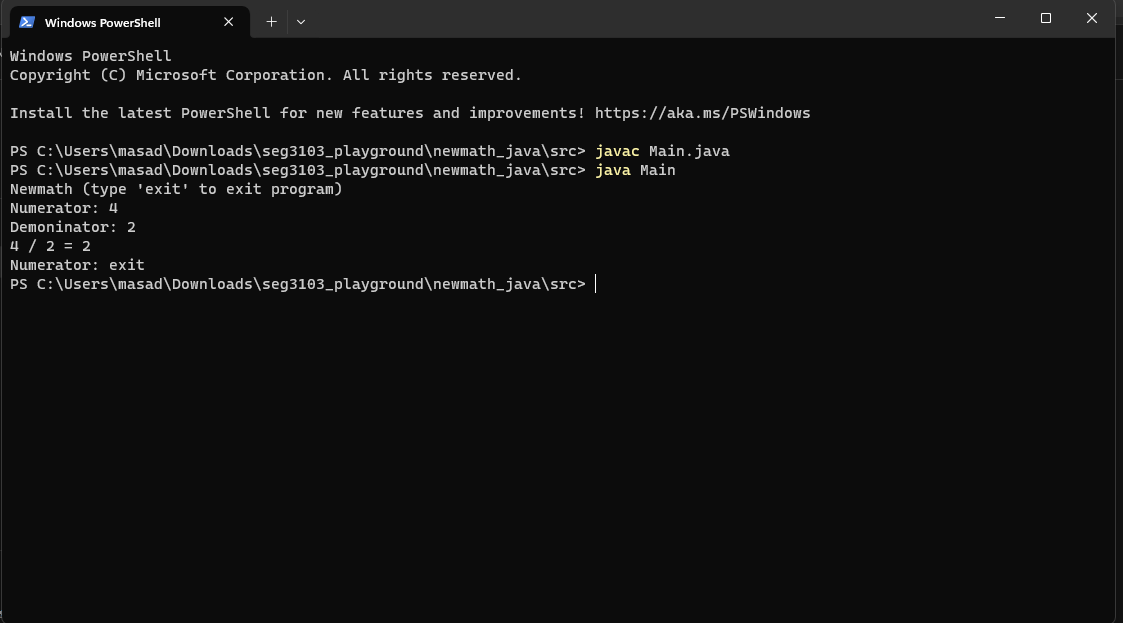 Windows PowerShell
Windows PowerShell
Copyright (C) Microsoft Corporation. All rights reserved.
Install the latest PowerShell for new features and improvements! https://aka.ms/PSWindows
PS C:\Users\masad\Downloads\seg3103_playground\newmath_java\src> javac Main.java
PS C:\Users\masad\Downloads\seg3103_playground\newmath_java\src> java Main
Newmath (type 'exit' to exit program)
Numerator: 4
Demoninator: 2
4 / 2 = 2
Numerator: exit
PS C:\Users\masad\Downloads\seg3103_playground\newmath_java\src>